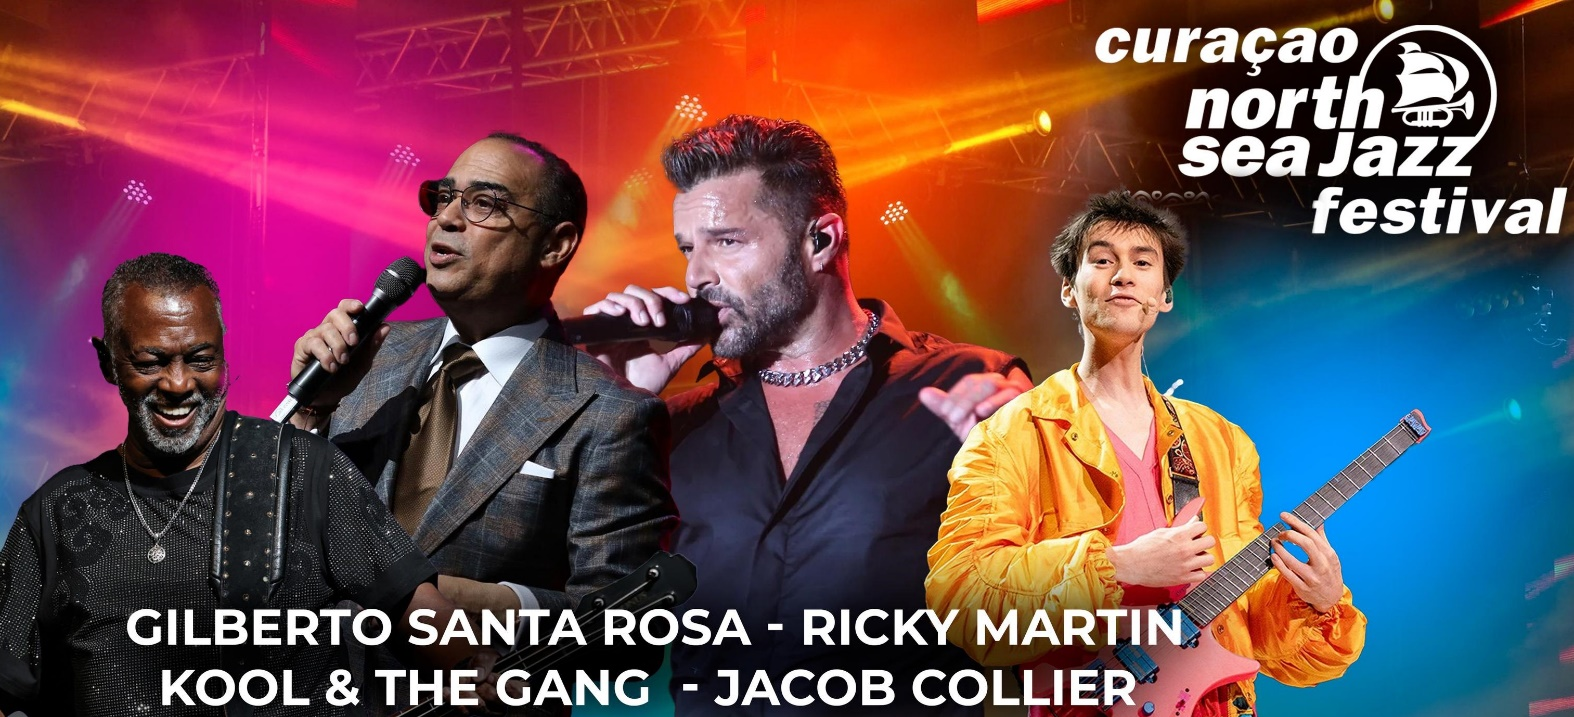 curaçao
north
sea jazz
festival
GILBERTO SANTA ROSA - RICKY MARTIN
KOOL & THE GANG - JACOB COLLIER